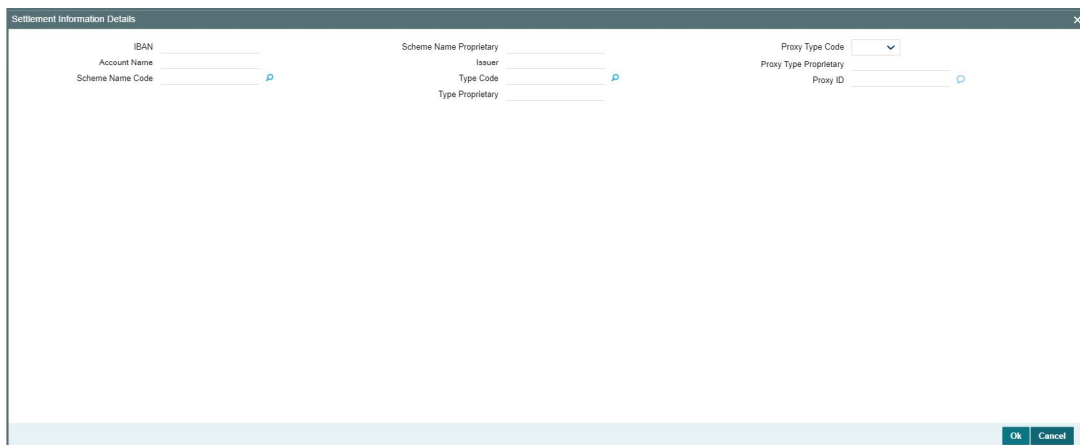 Settlement Information Details
IBAN
Account Name
Scheme Name Code
Scheme Name Proprietary
Issuer
Type Code
Type Proprietary
Proxy Type Code
Proxy Type Proprietary
Proxy ID
Ok Cancel